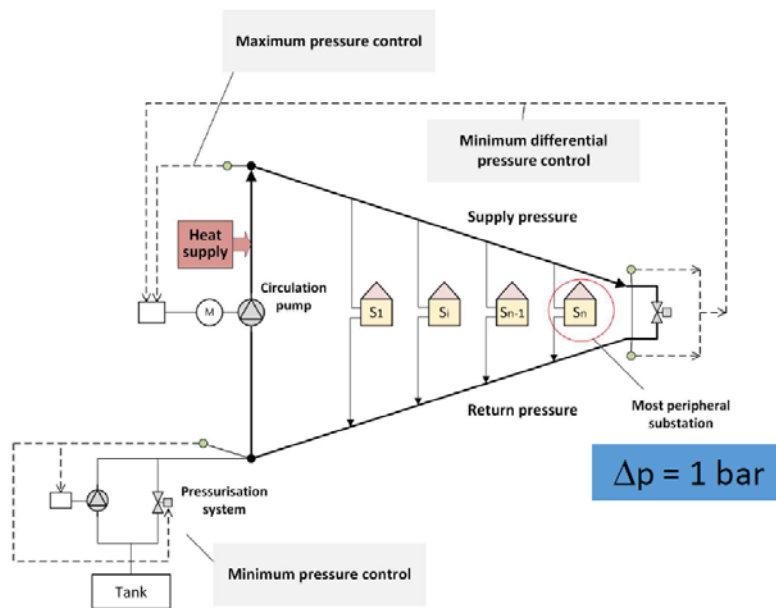 Maximum pressure control
Minimum differential
pressure control
Supply pressure
Heat
supply
Circulation
pump
M
S1
Si
Sn-1
Sn
Return pressure
Most peripheral
substation
Δp = 1 bar
Pressurisation
system
Minimum pressure control
Tank